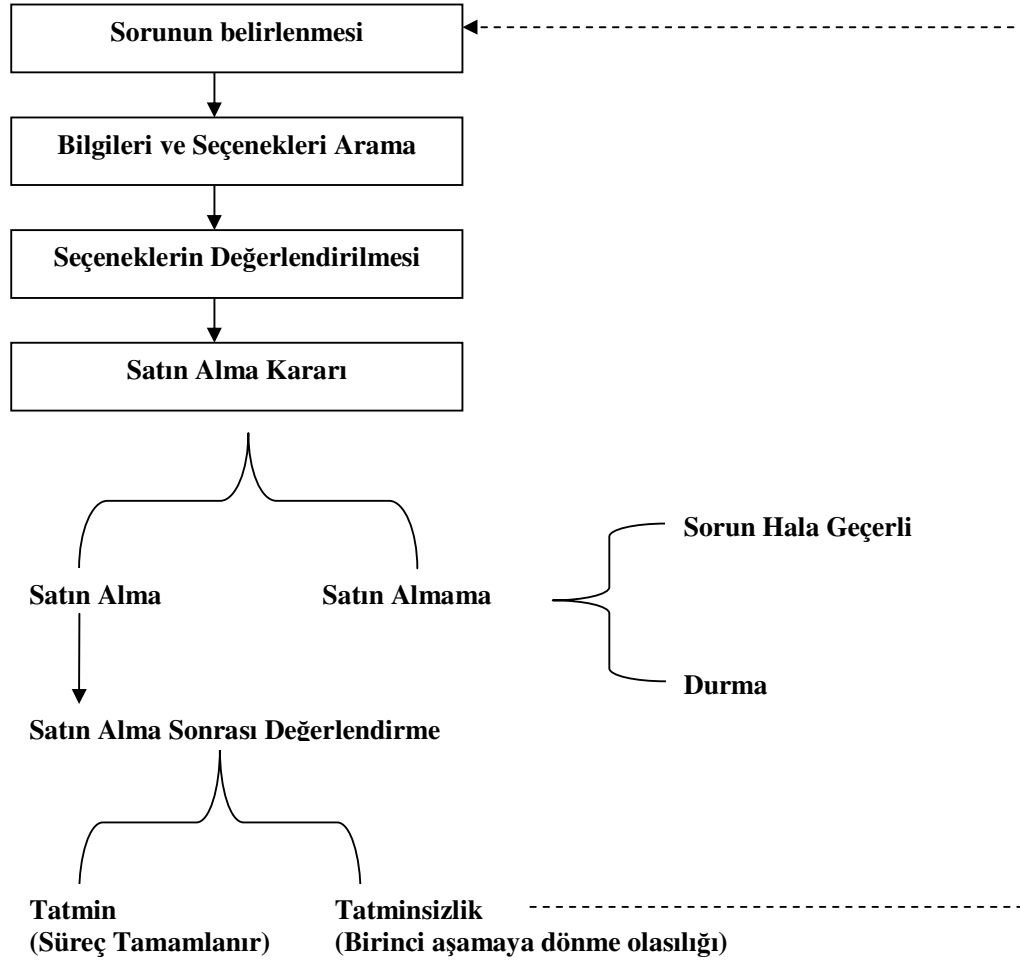 Sorunun belirlenmesi
Bilgileri ve Seçenekleri Arama
Seçeneklerin Değerlendirilmesi
Satın Alma Kararı
Sorun Hala Geçerli
Satın Alma
Satın Almama
Durma
Satın Alma Sonrası Değerlendirme
Tatmin
(Süreç Tamamlanır)
Tatminsizlik
(Birinci aşamaya dönme olasılığı)